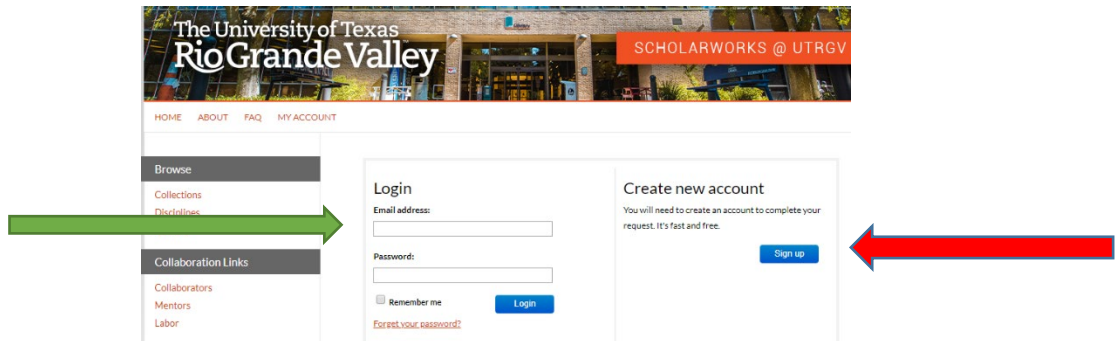 The University of Texas
RioGrande Valley
SCHOLARWORKS @ UTRGV
HOME ABOUT FAQ MY ACCOUNT
Browse
Collections
Disciplines
Collaboration Links
Collaborators
Mentors
Labor
Login
Email address:
Password:
Remember me
Login
Forget your password?
Create new account
You will need to create an account to complete your
request. It's fast and free.
Sign up